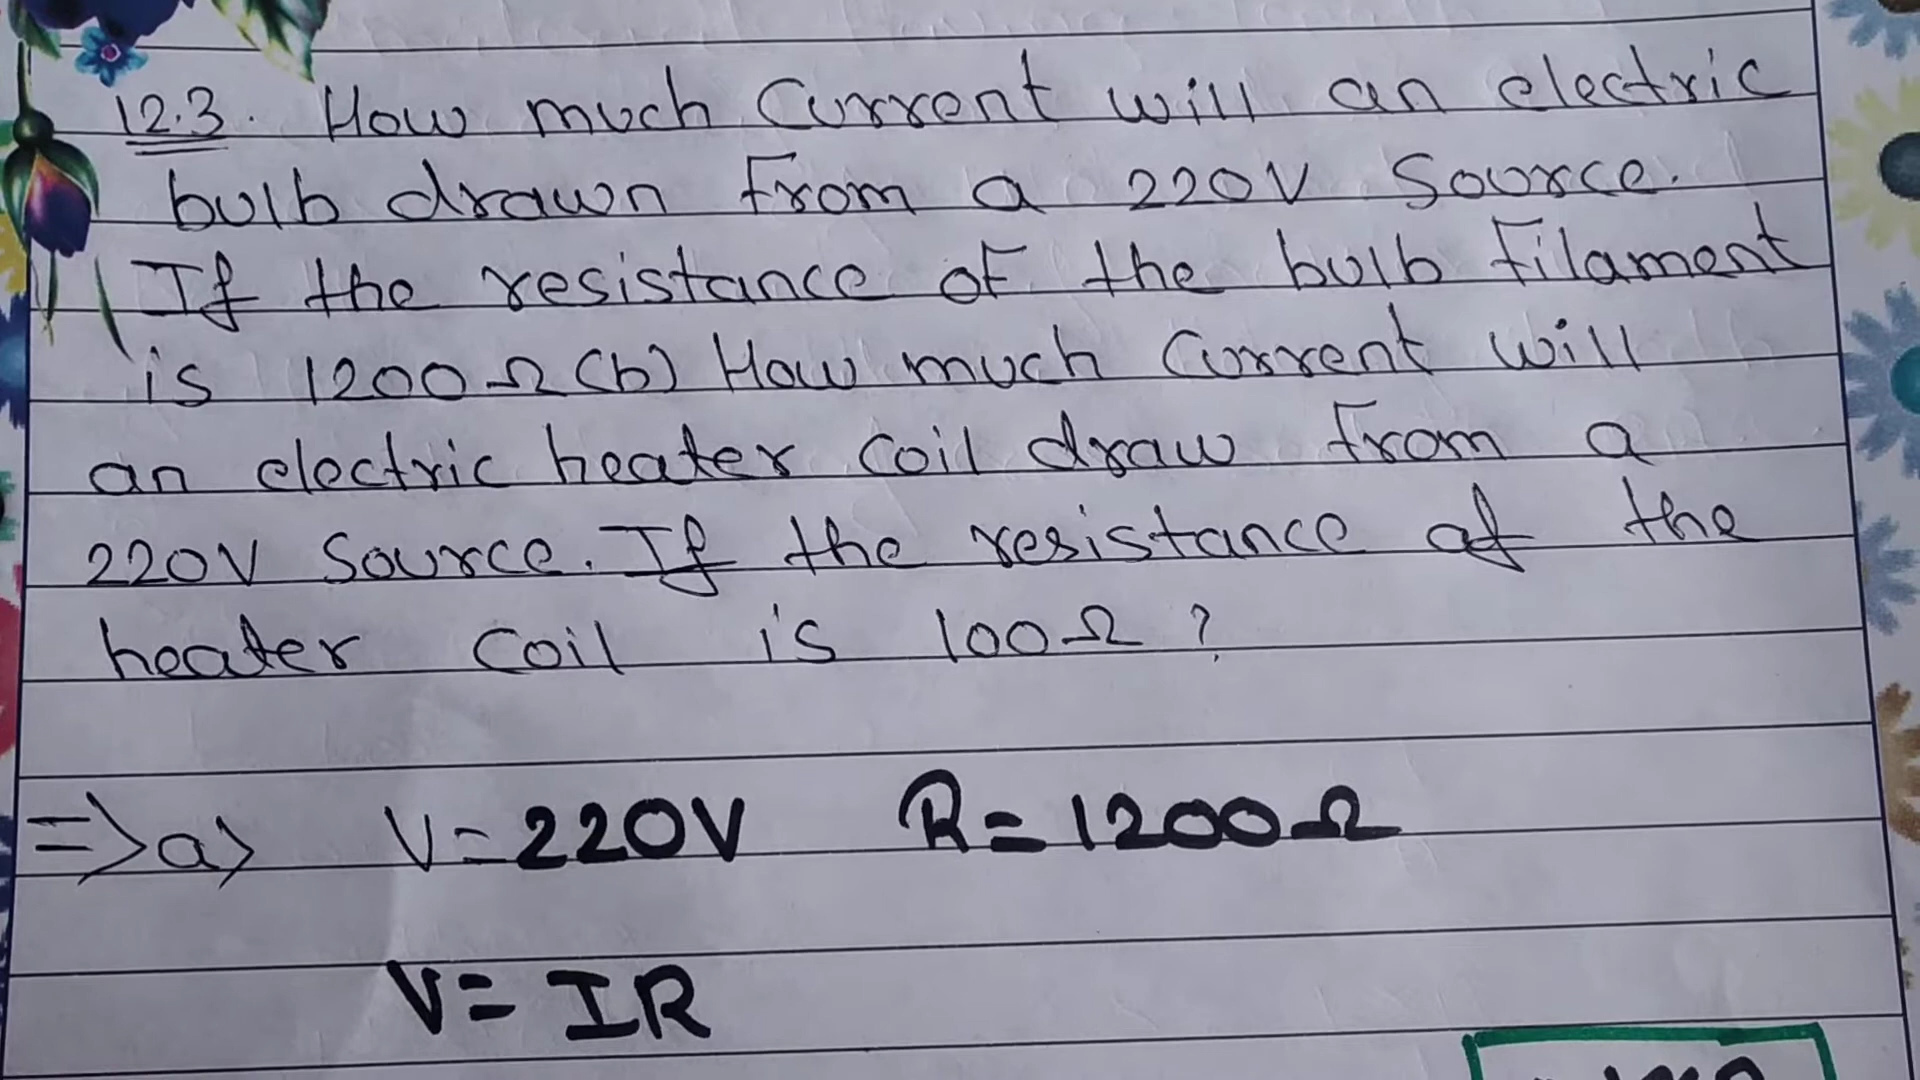 12.3. How much Current will an electric
bulb drawn from a 220V Source.
If the resistance of the bulb filament
is 1200Ω (b) How much Current will
an electric heater coil draw from a
220V Source. If the resistance of the
heater coil is 100Ω ?
=> a> V=220V R=1200Ω
V= IR